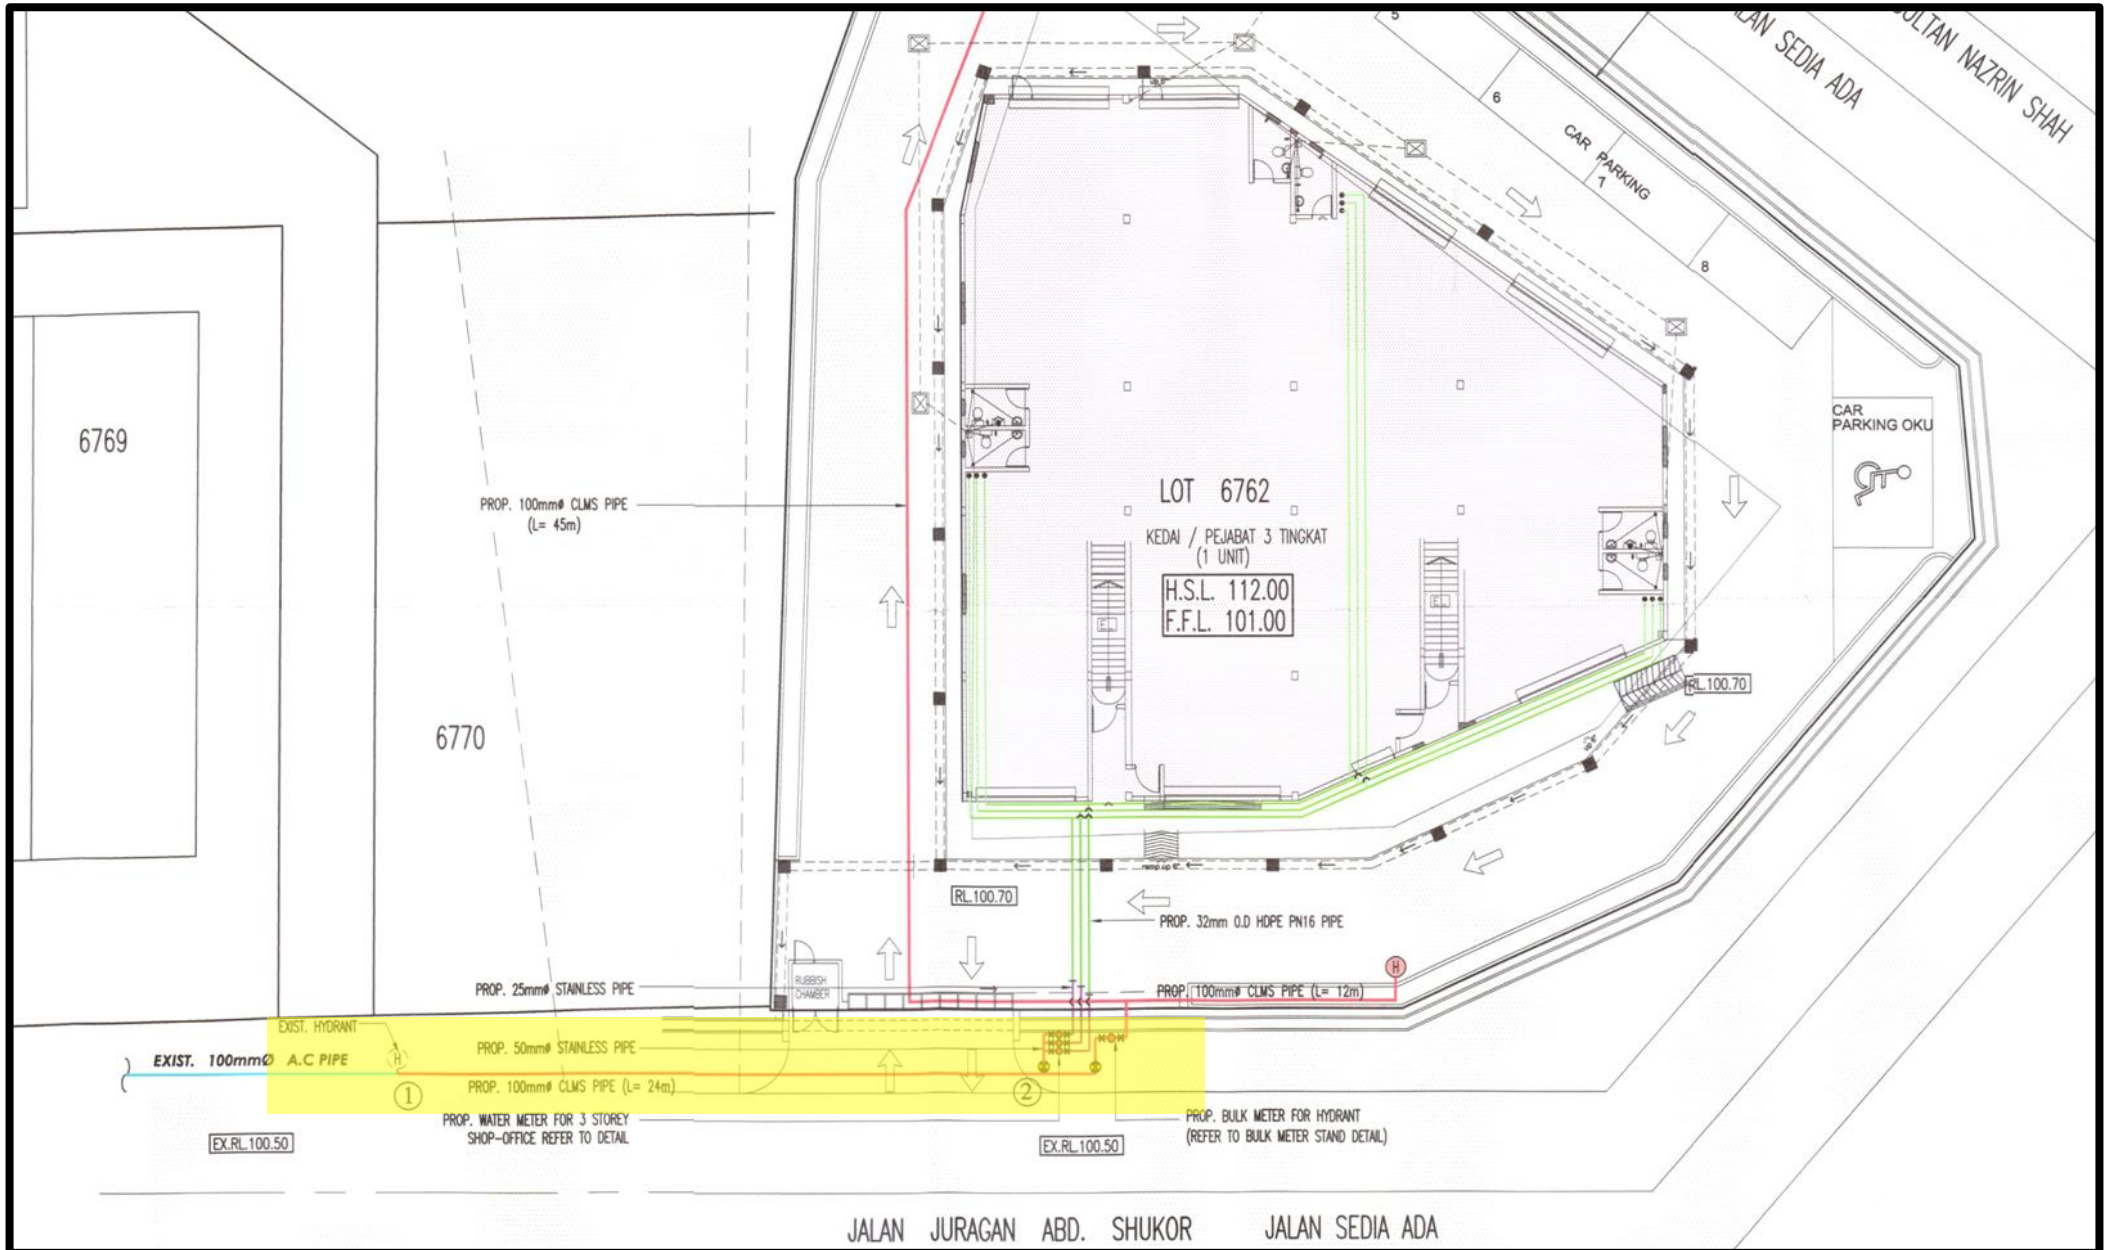 5
6
CAR PARKING
7
8
SEDIA ADA
SULTAN NAZRIN SHAH
CAR
PARKING OKU
6769
6770
PROP. 100mmø CLMS PIPE
(L= 45m)
LOT 6762
KEDAI / PEJABAT 3 TINGKAT
(1 UNIT)
H.S.L. 112.00
F.F.L. 101.00
RL.100.70
ramp up 6"
RL.100.70
PROP. 32mm O.D HDPE PN16 PIPE
H
RUBBISH
CHAMBER
PROP. 25mmø STAINLESS PIPE
PROP. 100mmø CLMS PIPE (L= 12m)
EXIST. HYDRANT
PROP. 50mmø STAINLESS PIPE
H
EXIST. 100mmØ A.C PIPE
PROP. 100mmø CLMS PIPE (L= 24m)
1
2
PROP. WATER METER FOR 3 STOREY
SHOP-OFFICE REFER TO DETAIL
PROP. BULK METER FOR HYDRANT
(REFER TO BULK METER STAND DETAIL)
EX.RL.100.50
EX.RL.100.50
JALAN JURAGAN ABD. SHUKOR
JALAN SEDIA ADA